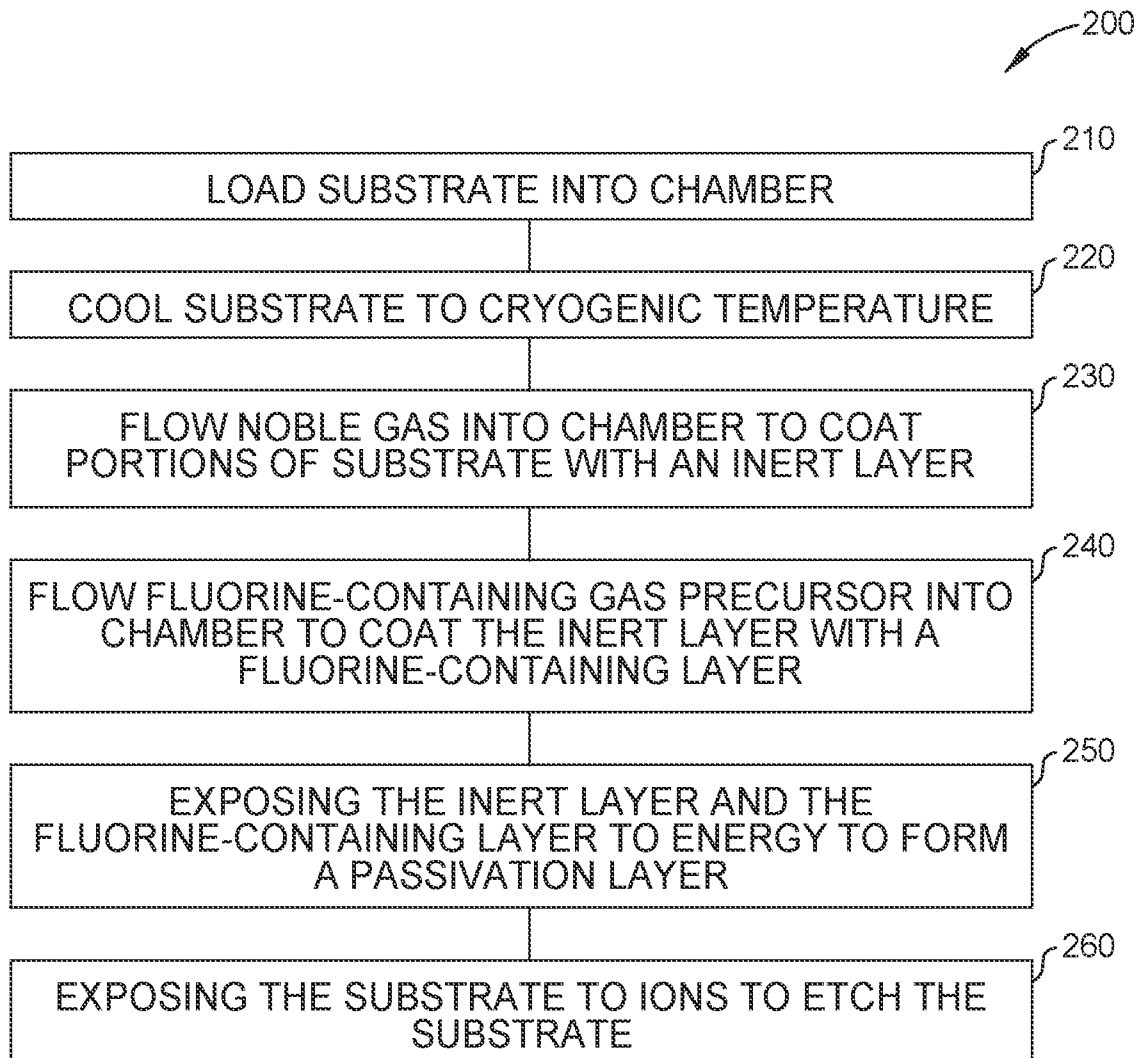 200
210
LOAD SUBSTRATE INTO CHAMBER
220
COOL SUBSTRATE TO CRYOGENIC TEMPERATURE
230
FLOW NOBLE GAS INTO CHAMBER TO COAT
PORTIONS OF SUBSTRATE WITH AN INERT LAYER
240
FLOW FLUORINE-CONTAINING GAS PRECURSOR INTO
CHAMBER TO COAT THE INERT LAYER WITH A
FLUORINE-CONTAINING LAYER
250
EXPOSING THE INERT LAYER AND THE
FLUORINE-CONTAINING LAYER TO ENERGY TO FORM
A PASSIVATION LAYER
260
EXPOSING THE SUBSTRATE TO IONS TO ETCH THE
SUBSTRATE